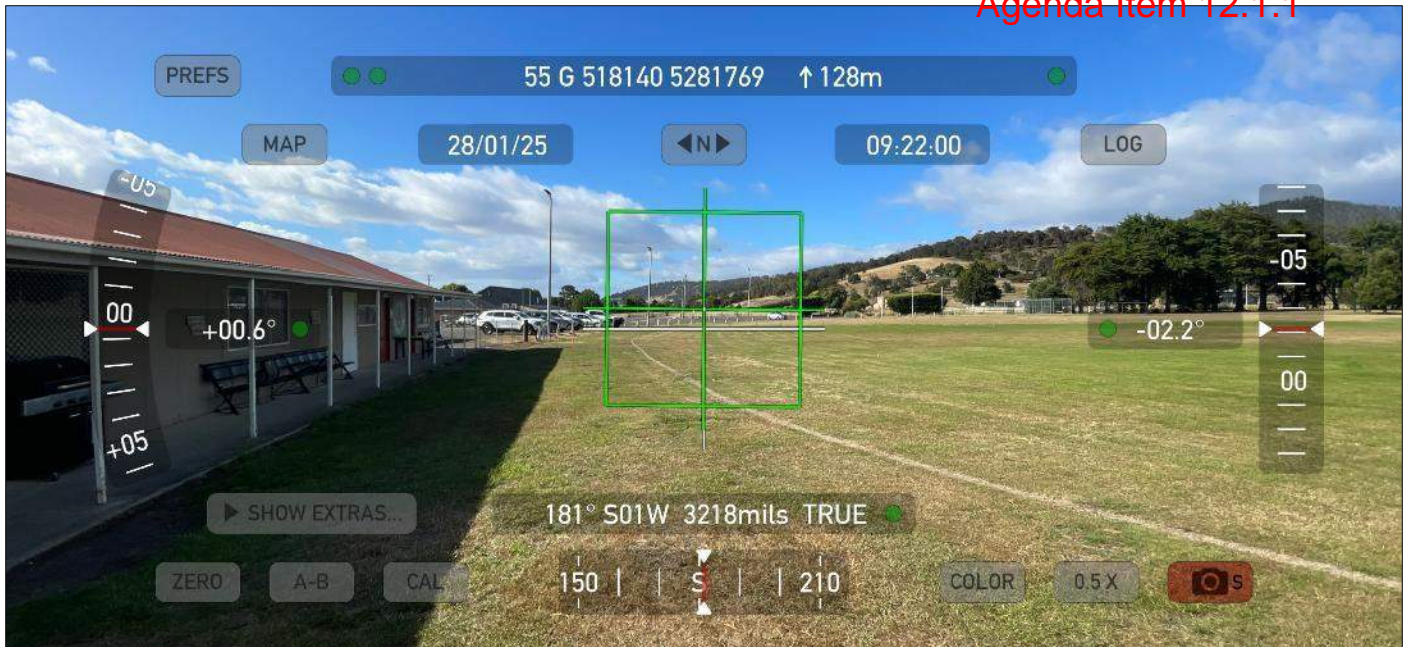 Agenda Item 12.1.1
PREFS
55 G 518140 5281769 ↑ 128m
MAP
28/01/25
◀N▶
09:22:00
LOG
-05
00
+05
+00.6°
-02.2°
-05
00
▶ SHOW EXTRAS...
181° S01W 3218mils TRUE
ZERO
A-B
CAL
150 | | S | | 210
COLOR
0.5 X
S